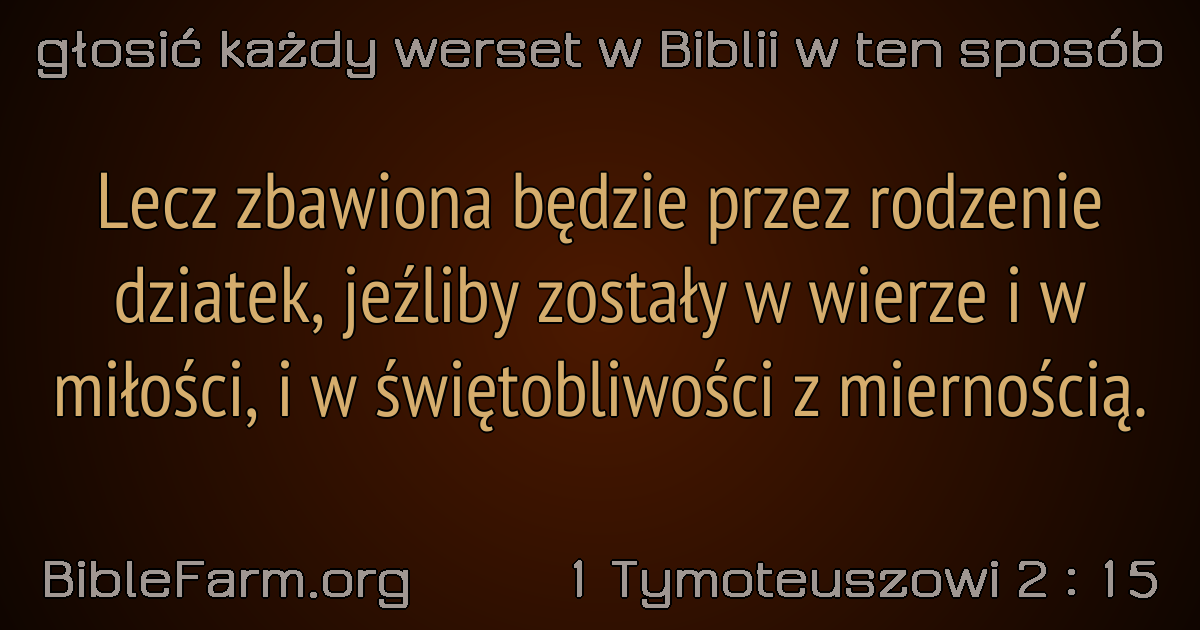 głosić każdy werset w Biblii w ten sposób
Lecz zbawiona będzie przez rodzenie
dziatek, jeźliby zostały w wierze i w
miłości, i w świętobliwości z miernością.
BibleFarm.org
1 Tymoteuszowi 2 : 15